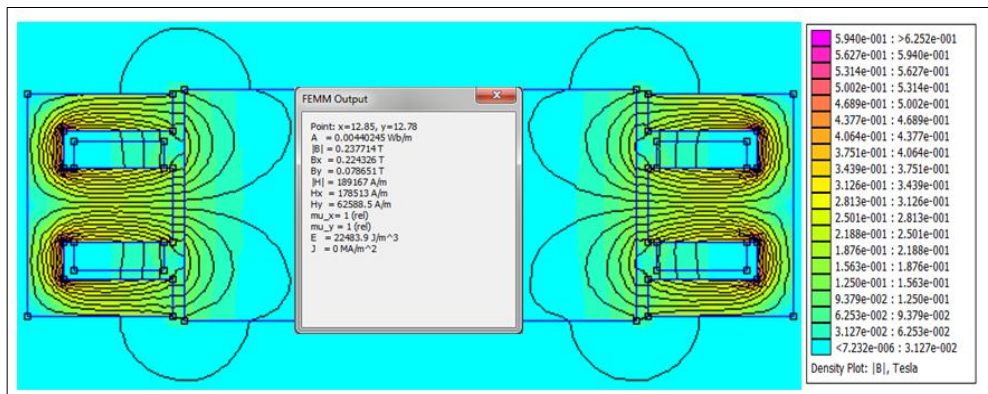 FEMM Output
Point: x=12.85, y=12.78
A = 0.00440245 Wb/m
|B| = 0.237714 T
Bx = 0.224326 T
By = 0.078651 T
|H| = 189167 A/m
Hx = 178513 A/m
Hy = 62588.5 A/m
mu_x= 1 (rel)
mu_y = 1 (rel)
E = 22483.9 J/m^3
J = 0 MA/m^2
5.940e-001 : >6.252e-001
5.627e-001 : 5.940e-001
5.314e-001 : 5.627e-001
5.002e-001 : 5.314e-001
4.689e-001 : 5.002e-001
4.377e-001 : 4.689e-001
4.064e-001 : 4.377e-001
3.751e-001 : 4.064e-001
3.439e-001 : 3.751e-001
3.126e-001 : 3.439e-001
2.813e-001 : 3.126e-001
2.501e-001 : 2.813e-001
2.188e-001 : 2.501e-001
1.876e-001 : 2.188e-001
1.563e-001 : 1.876e-001
1.250e-001 : 1.563e-001
9.379e-002 : 1.250e-001
6.253e-002 : 9.379e-002
3.127e-002 : 6.253e-002
<7.232e-006 : 3.127e-002
Density Plot: |B|, Tesla